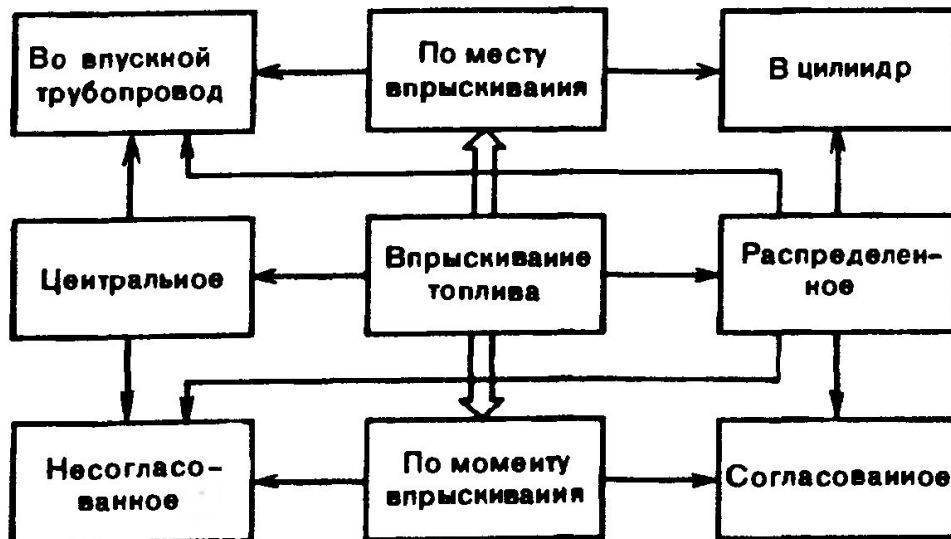 Во впускной
трубопровод
По месту
впрыскивания
В цилиндр
Центральное
Впрыскивание
топлива
Распределен-
ное
Несогласо-
ванное
По моменту
впрыскивания
Согласованное